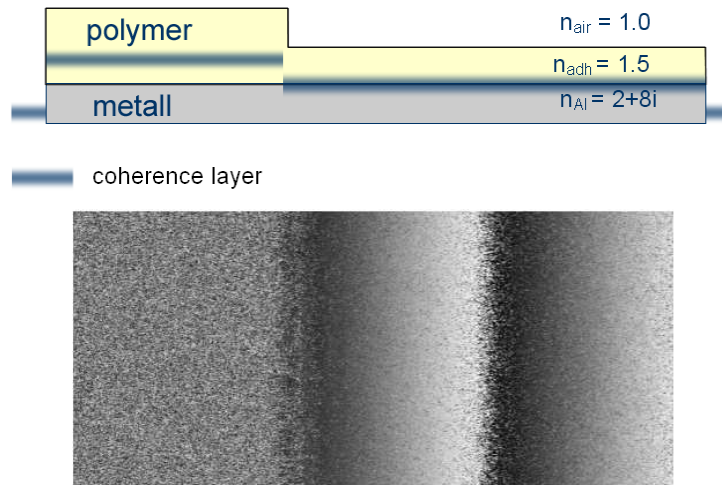 polymer
n_air = 1.0
n_adh = 1.5
metall
n_Al = 2+8i
coherence layer